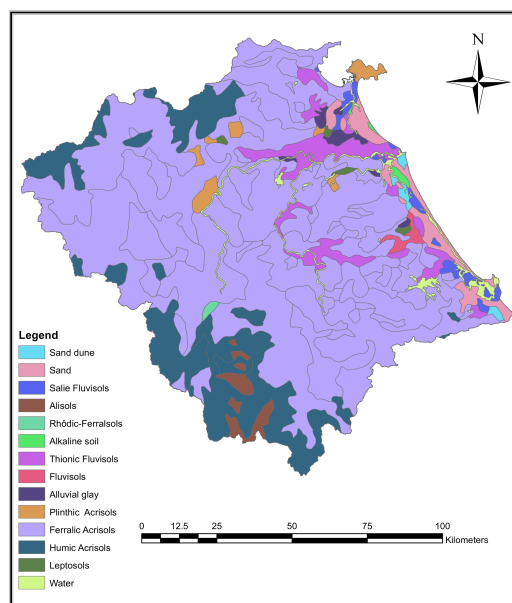 N
Legend
Sand dune
Sand
Salie Fluvisols
Alisols
Rhôdic-Ferralsols
Alkaline soil
Thionic Fluvisols
Fluvisols
Alluvial glay
Plinthic Acrisols
Ferralic Acrisols
Humic Acrisols
Leptosols
Water
0 12.5 25 50 75 100
Kilometers